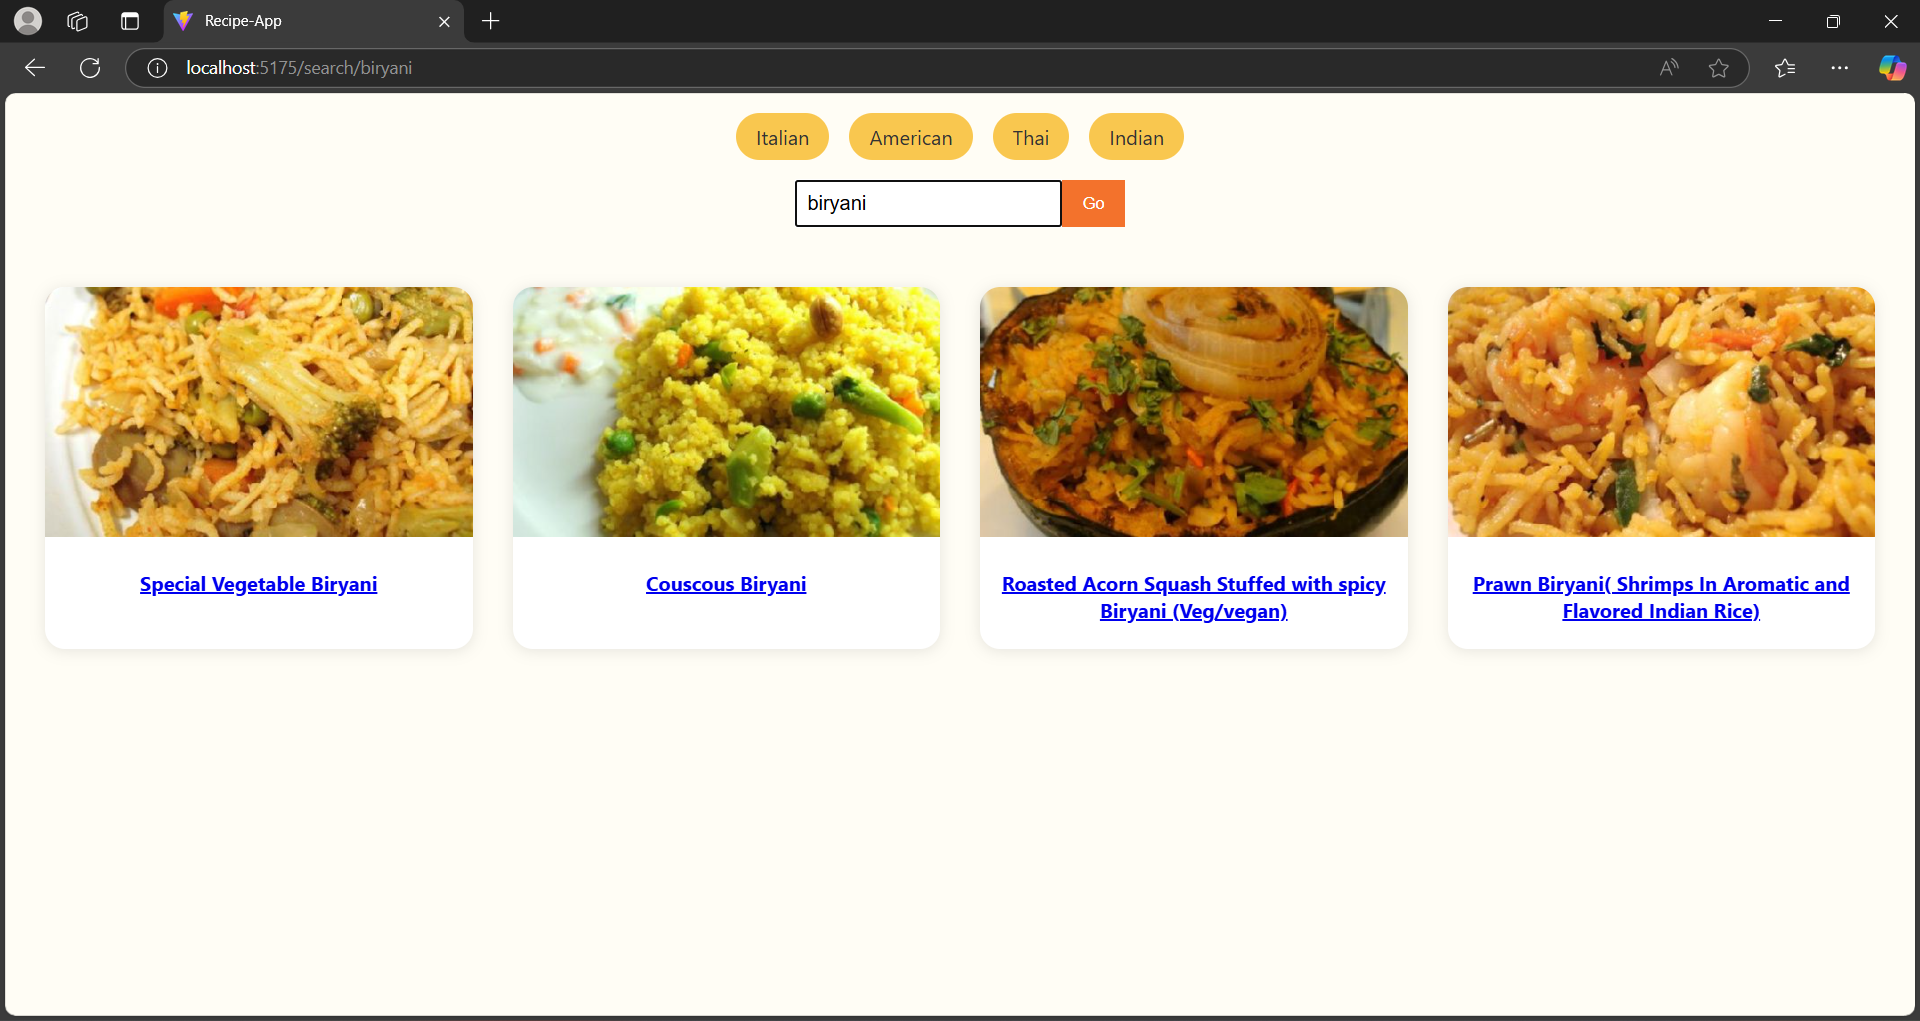 Recipe-App
localhost:5175/search/biryani
Italian American Thai Indian
biryani Go
Special Vegetable Biryani
Couscous Biryani
Roasted Acorn Squash Stuffed with spicy
Biryani (Veg/vegan)
Prawn Biryani( Shrimps In Aromatic and
Flavored Indian Rice)